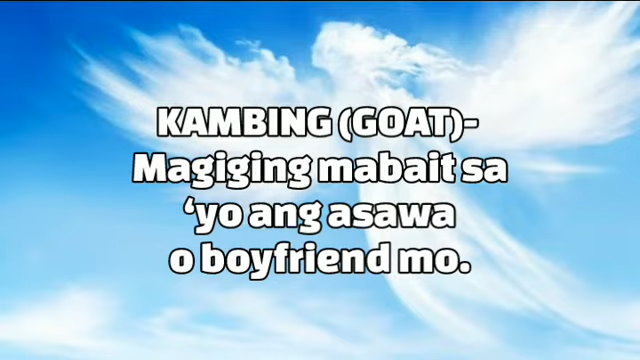 KAMBING (GOAT)-
Magiging mabait sa
‘yo ang asawa
o boyfriend mo.